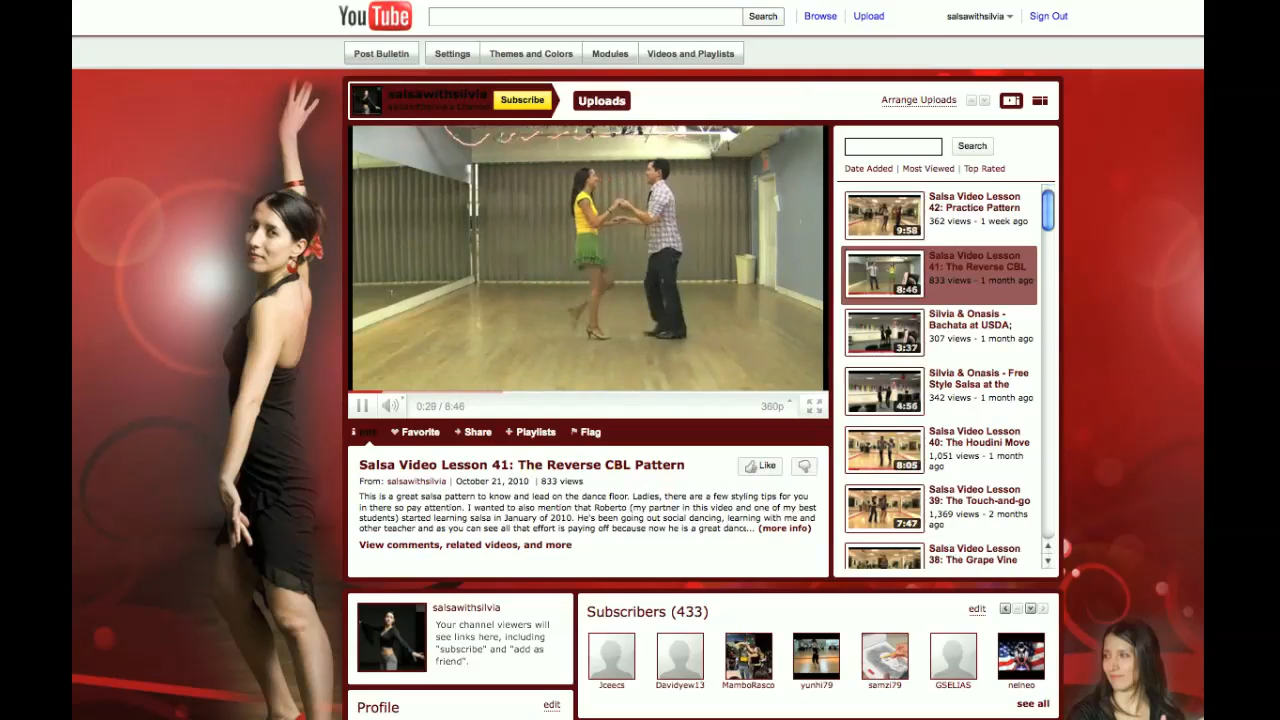 YouTube
Search
Browse
Upload
salsawithsilvia
Sign Out
Post Bulletin
Settings
Themes and Colors
Modules
Videos and Playlists
salsawithsilvia
Subscribe
Uploads
Arrange Uploads
Search
Date Added | Most Viewed | Top Rated
Salsa Video Lesson
42: Practice Pattern
362 views - 1 week ago
9:58
Salsa Video Lesson
41: The Reverse CBL
833 views - 1 month ago
8:46
Silvia & Onasis -
Bachata at USDA;
307 views - 1 month ago
3:37
Silvia & Onasis - Free
Style Salsa at the
342 views - 1 month ago
4:56
Salsa Video Lesson
40: The Houdini Move
1,051 views - 1 month
ago
8:05
Salsa Video Lesson
39: The Touch-and-go
1,369 views - 2 months
ago
7:47
Salsa Video Lesson
38: The Grape Vine
0:29 / 8:46
360p
Favorite
Share
Playlists
Flag
Salsa Video Lesson 41: The Reverse CBL Pattern
Like
From: salsawithsilvia | October 21, 2010 | 833 views
This is a great salsa pattern to know and lead on the dance floor. Ladies, there are a few styling tips for you
in there so pay attention. I wanted to also mention that Roberto (my partner in this video and one of my best
students) started learning salsa in January of 2010. He's been going out social dancing, learning with me and
other teacher and as you can see all that effort is paying off because now he is a great danc... (more info)
View comments, related videos, and more
salsawithsilvia
Your channel viewers will
see links here, including
"subscribe" and "add as
friend".
Profile
edit
Subscribers (433)
edit
Jceecs
Davidyew13
MamboRasco
yunhi79
samzi79
GSELIAS
nelneo
see all